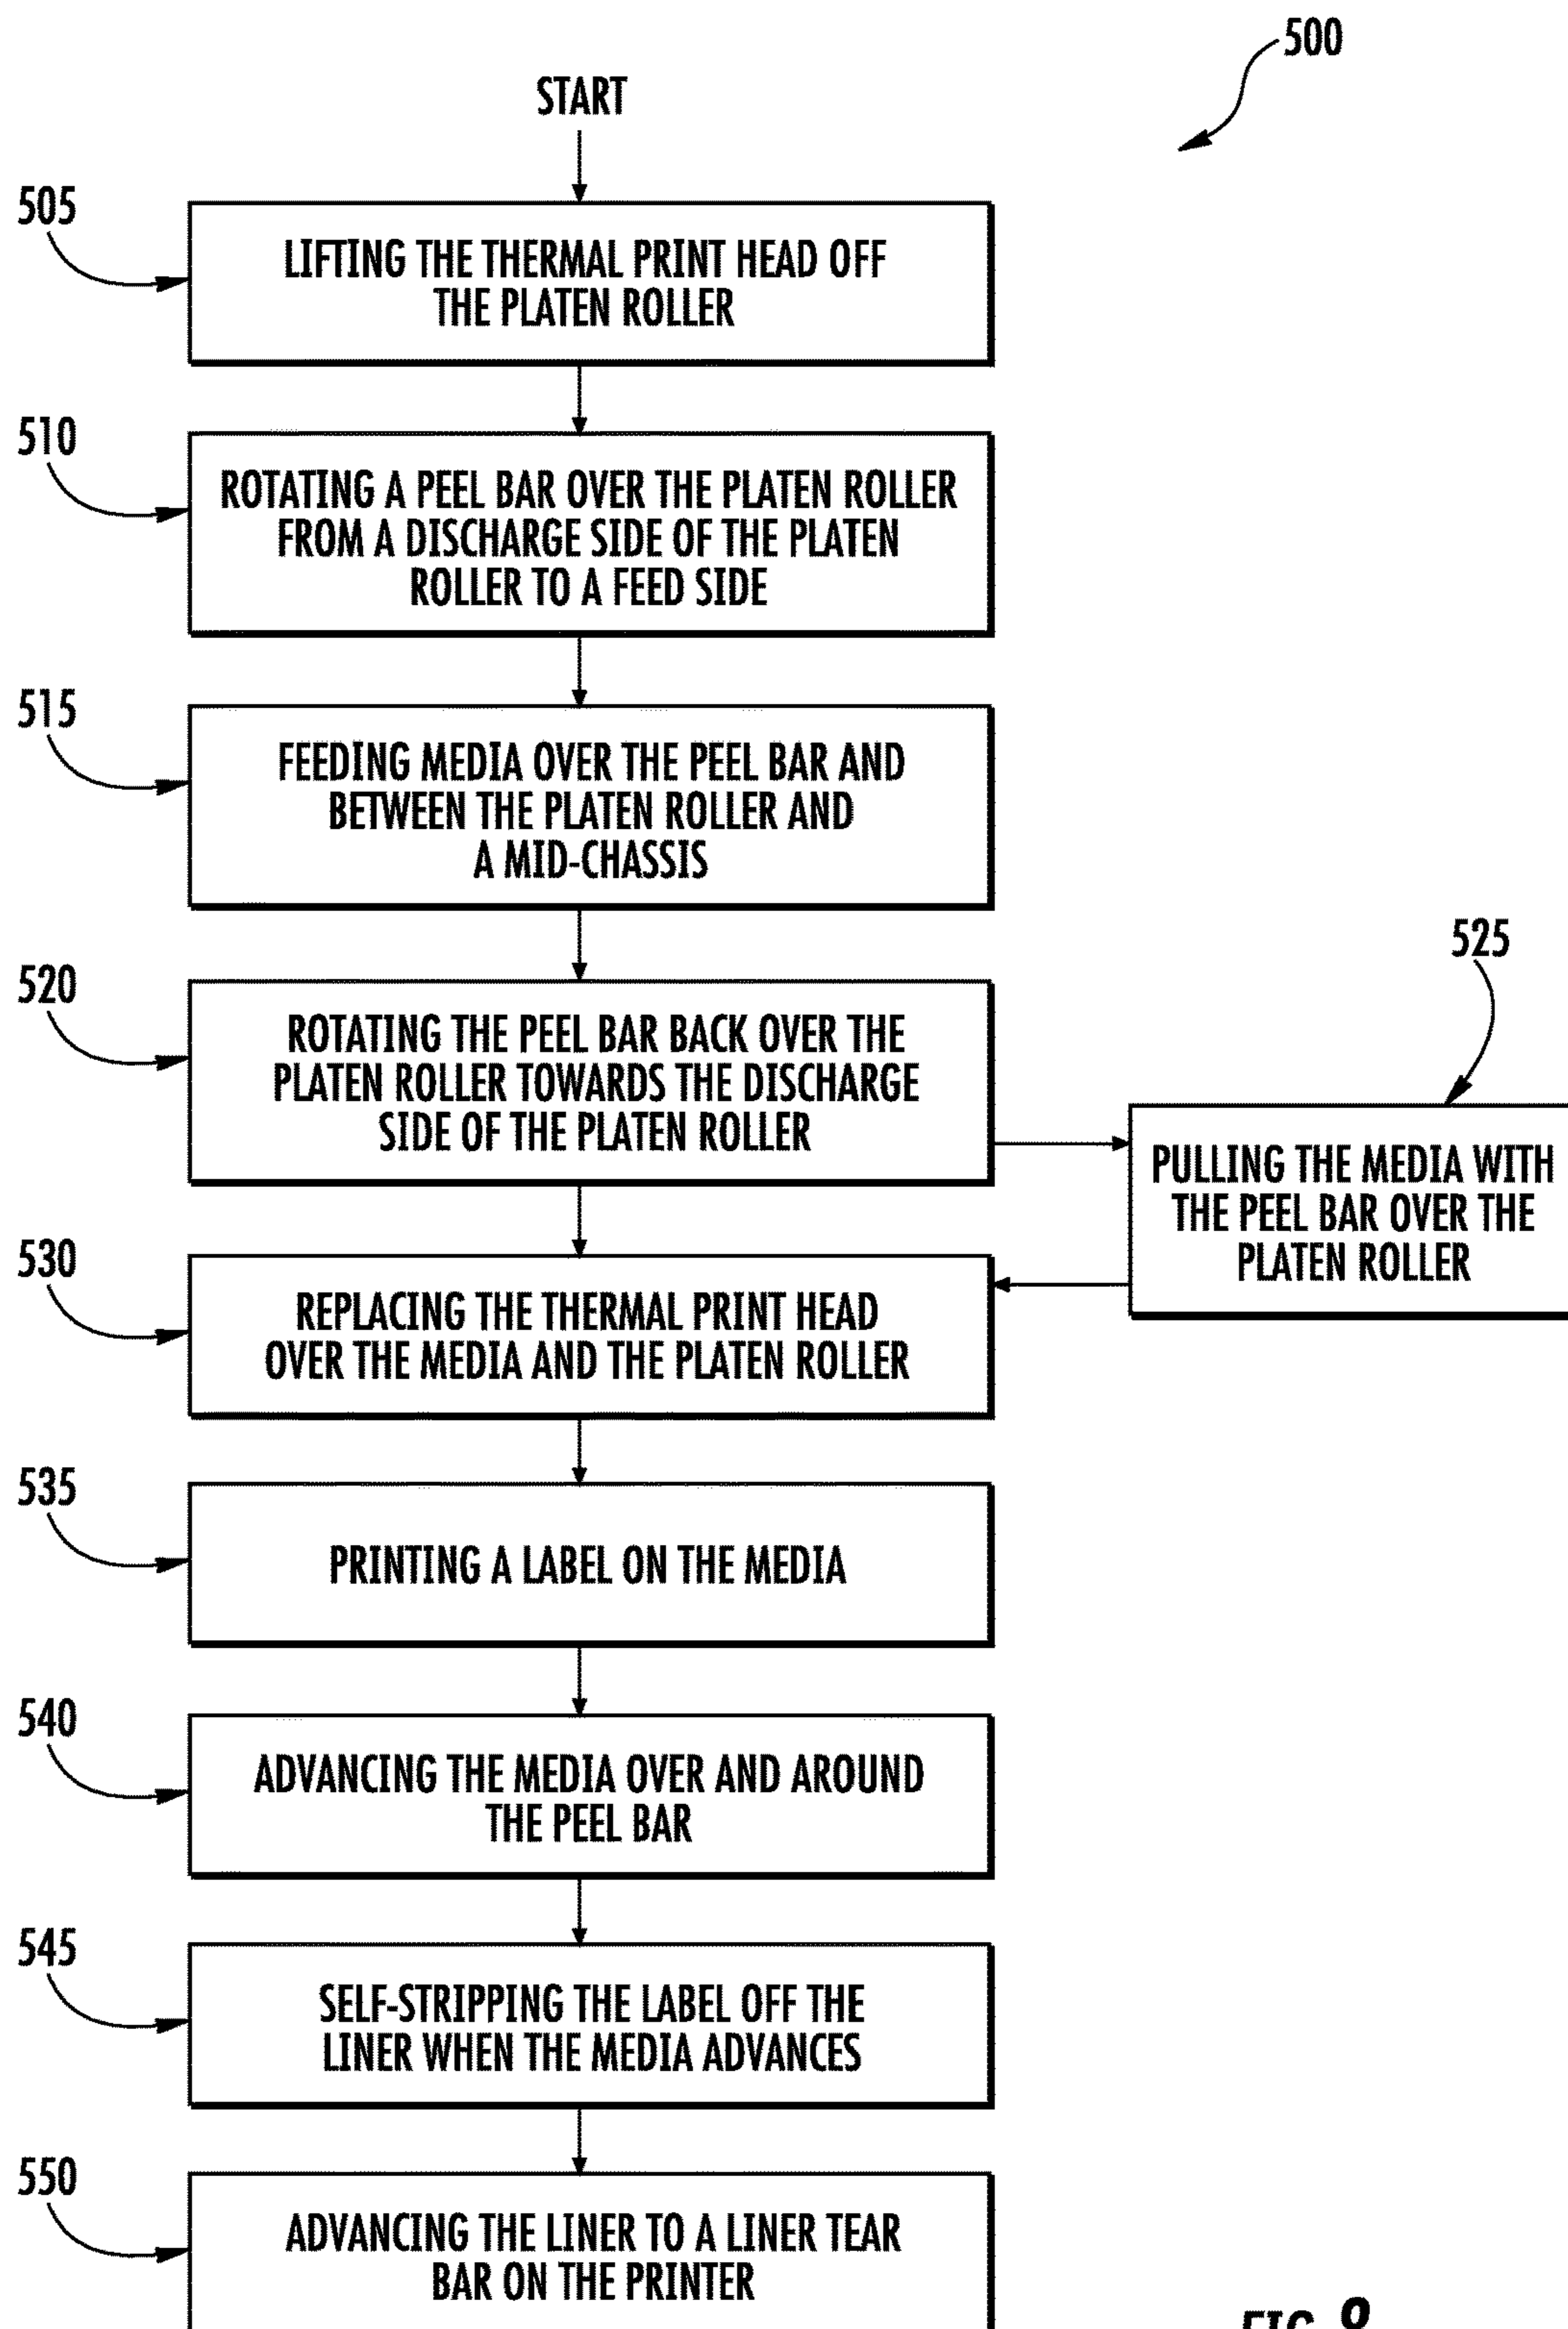 500
START
505
LIFTING THE THERMAL PRINT HEAD OFF
THE PLATEN ROLLER
510
ROTATING A PEEL BAR OVER THE PLATEN ROLLER
FROM A DISCHARGE SIDE OF THE PLATEN
ROLLER TO A FEED SIDE
515
FEEDING MEDIA OVER THE PEEL BAR AND
BETWEEN THE PLATEN ROLLER AND
A MID-CHASSIS
520
ROTATING THE PEEL BAR BACK OVER THE
PLATEN ROLLER TOWARDS THE DISCHARGE
SIDE OF THE PLATEN ROLLER
525
PULLING THE MEDIA WITH
THE PEEL BAR OVER THE
PLATEN ROLLER
530
REPLACING THE THERMAL PRINT HEAD
OVER THE MEDIA AND THE PLATEN ROLLER
535
PRINTING A LABEL ON THE MEDIA
540
ADVANCING THE MEDIA OVER AND AROUND
THE PEEL BAR
545
SELF-STRIPPING THE LABEL OFF THE
LINER WHEN THE MEDIA ADVANCES
550
ADVANCING THE LINER TO A LINER TEAR
BAR ON THE PRINTER